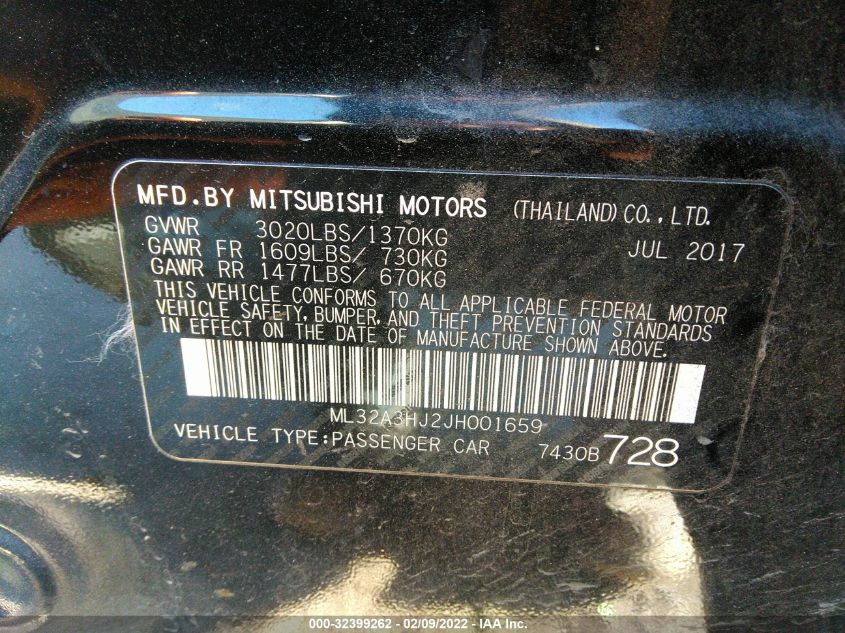 MFD.BY MITSUBISHI MOTORS (THAILAND)CO.,LTD.
GVWR 3020LBS/1370KG JUL 2017
GAWR FR 1609LBS/ 730KG
GAWR RR 1477LBS/ 670KG
THIS VEHICLE CONFORMS TO ALL APPLICABLE FEDERAL MOTOR
VEHICLE SAFETY, BUMPER, AND THEFT PREVENTION STANDARDS
IN EFFECT ON THE DATE OF MANUFACTURE SHOWN ABOVE.
ML32A3HJ2JH001659
VEHICLE TYPE:PASSENGER CAR 7430B 728
000-32399262 - 02/09/2022 - IAA Inc.